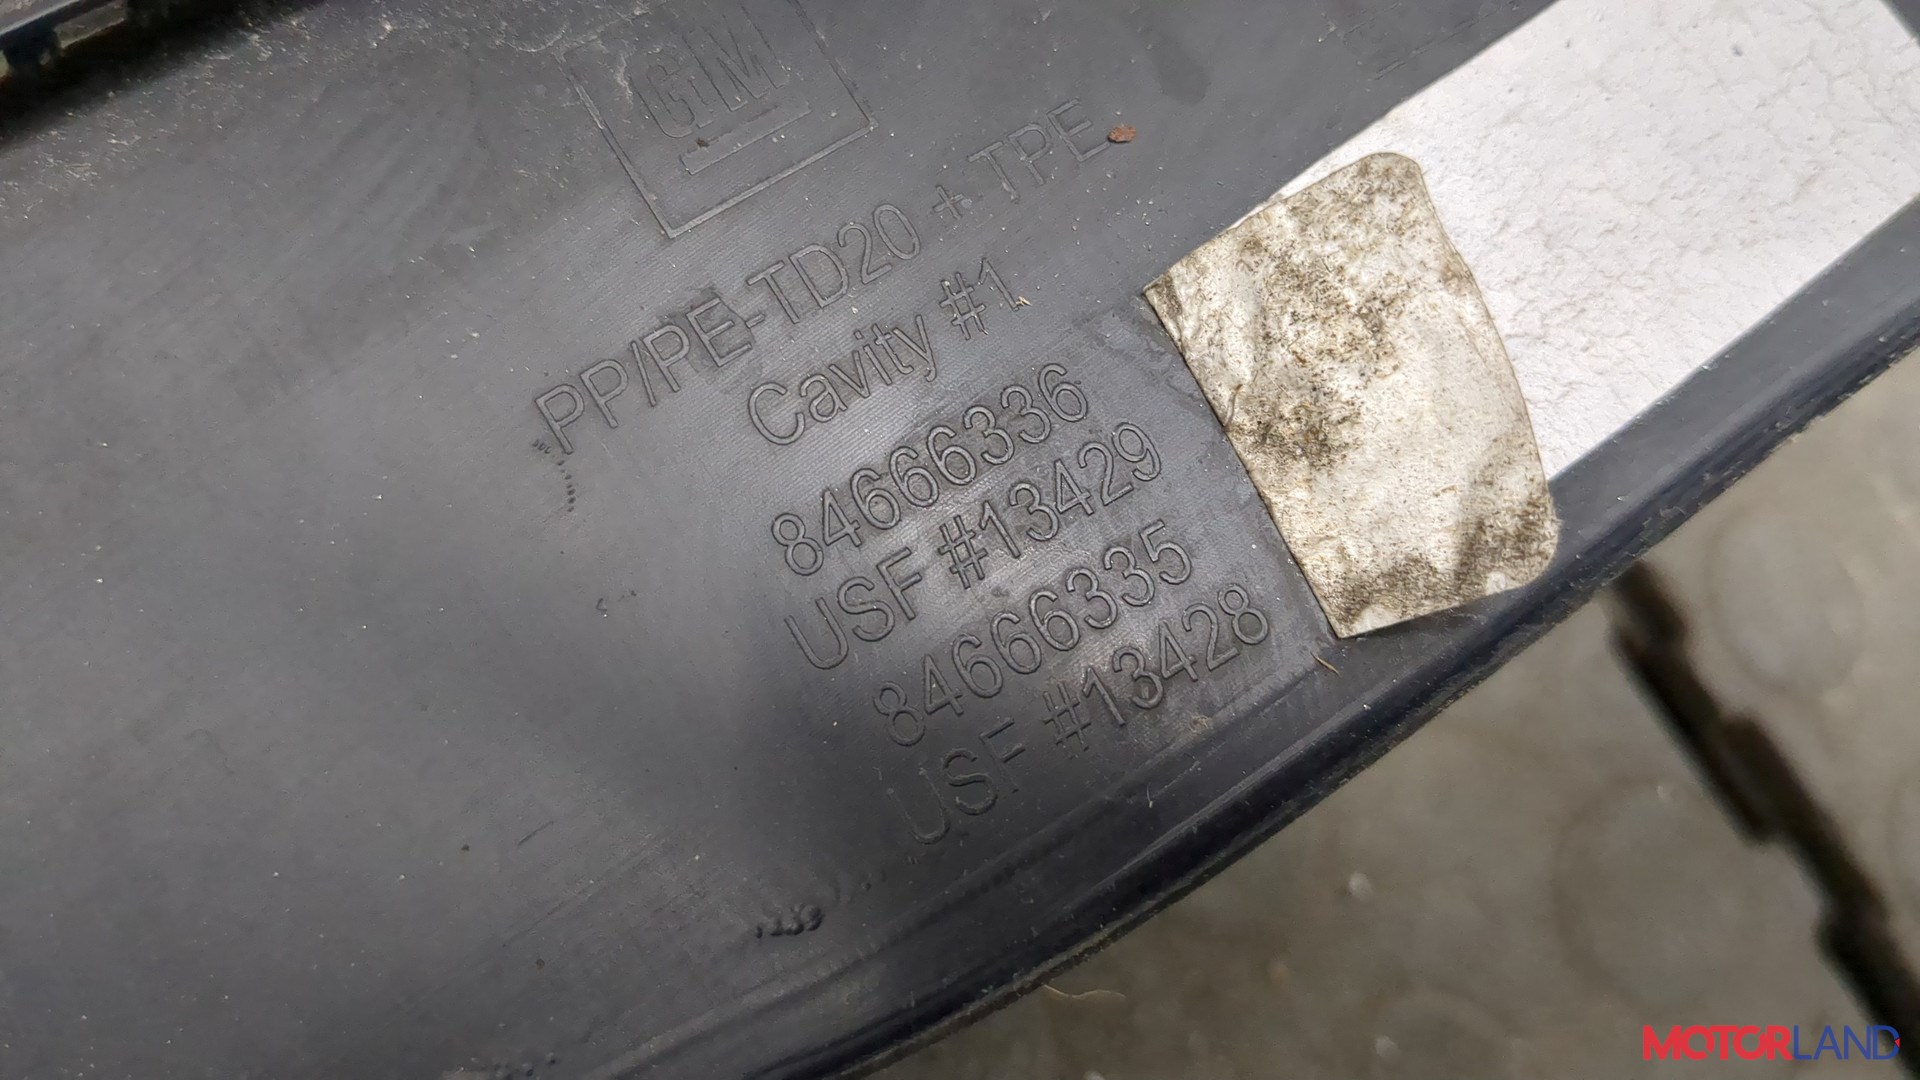 GM
PP/PE-TD20 + TPE
Cavity #1
84666336
USF #13429
84666335
USF #13428
MOTORLAND